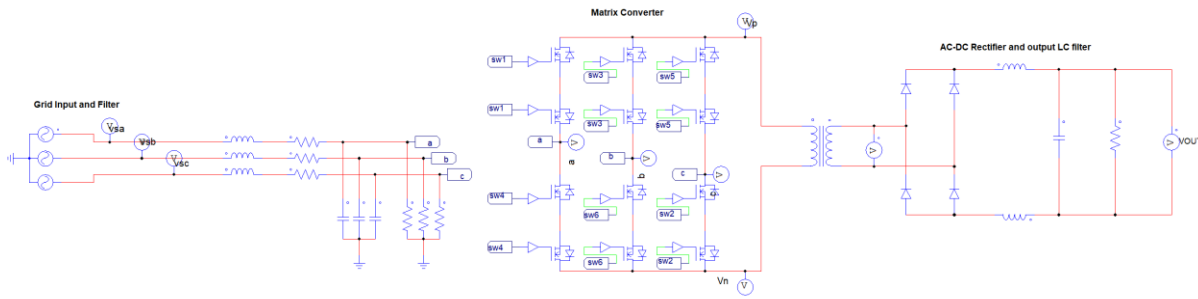 Matrix Converter
Vp
AC-DC Rectifier and output LC filter
sw1
sw3
sw5
Grid Input and Filter
Vsa
Vsb
Vsc
sw1
sw3
sw5
a
b
c
a
V
a
b
V
b
c
V
c
V
V
VOUT
sw4
sw6
sw2
sw4
sw6
sw2
Vn
V